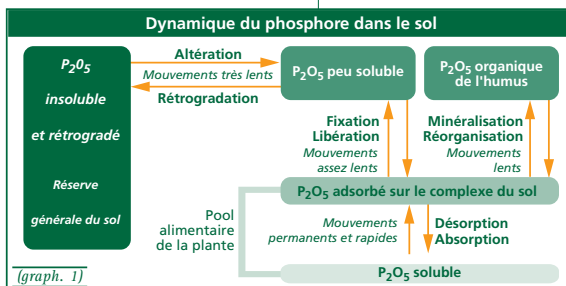 Dynamique du phosphore dans le sol
P₂0₅
insoluble
et rétrogradé
Réserve
générale du sol
Altération
Mouvements très lents
Rétrogradation
P₂O₅ peu soluble
P₂O₅ organique
de l'humus
Fixation
Libération
Mouvements
assez lents
Minéralisation
Réorganisation
Mouvements
lents
P₂O₅ adsorbé sur le complexe du sol
Pool
alimentaire
de la plante
Mouvements
permanents et rapides
Désorption
Absorption
P₂O₅ soluble
(graph. 1)